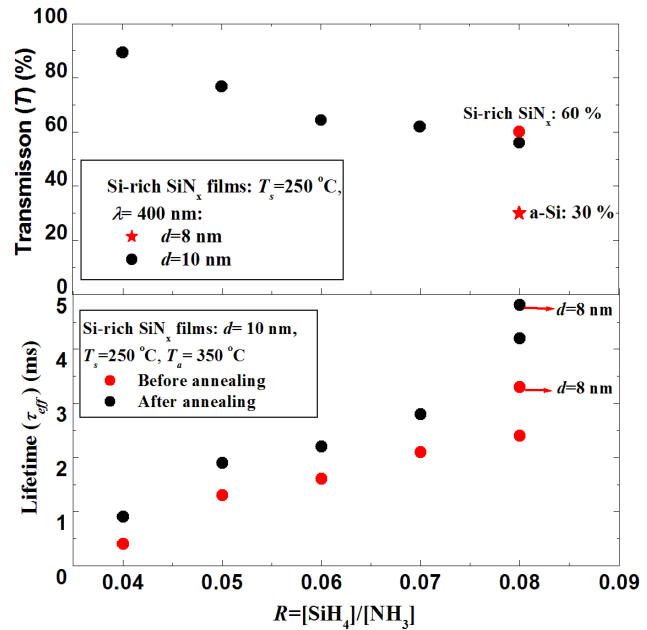 100
80
60
40
20
0
Transmisson (T) (%)
Si-rich SiNx: 60 %
a-Si: 30 %
Si-rich SiNx films: Ts=250 °C,
λ= 400 nm:
d=8 nm
d=10 nm
5
4
3
2
1
0
Lifetime (τeff) (ms)
Si-rich SiNx films: d= 10 nm,
Ts=250 °C, Ta= 350 °C
Before annealing
After annealing
d=8 nm
d=8 nm
0.04 0.05 0.06 0.07 0.08 0.09
R=[SiH4]/[NH3]